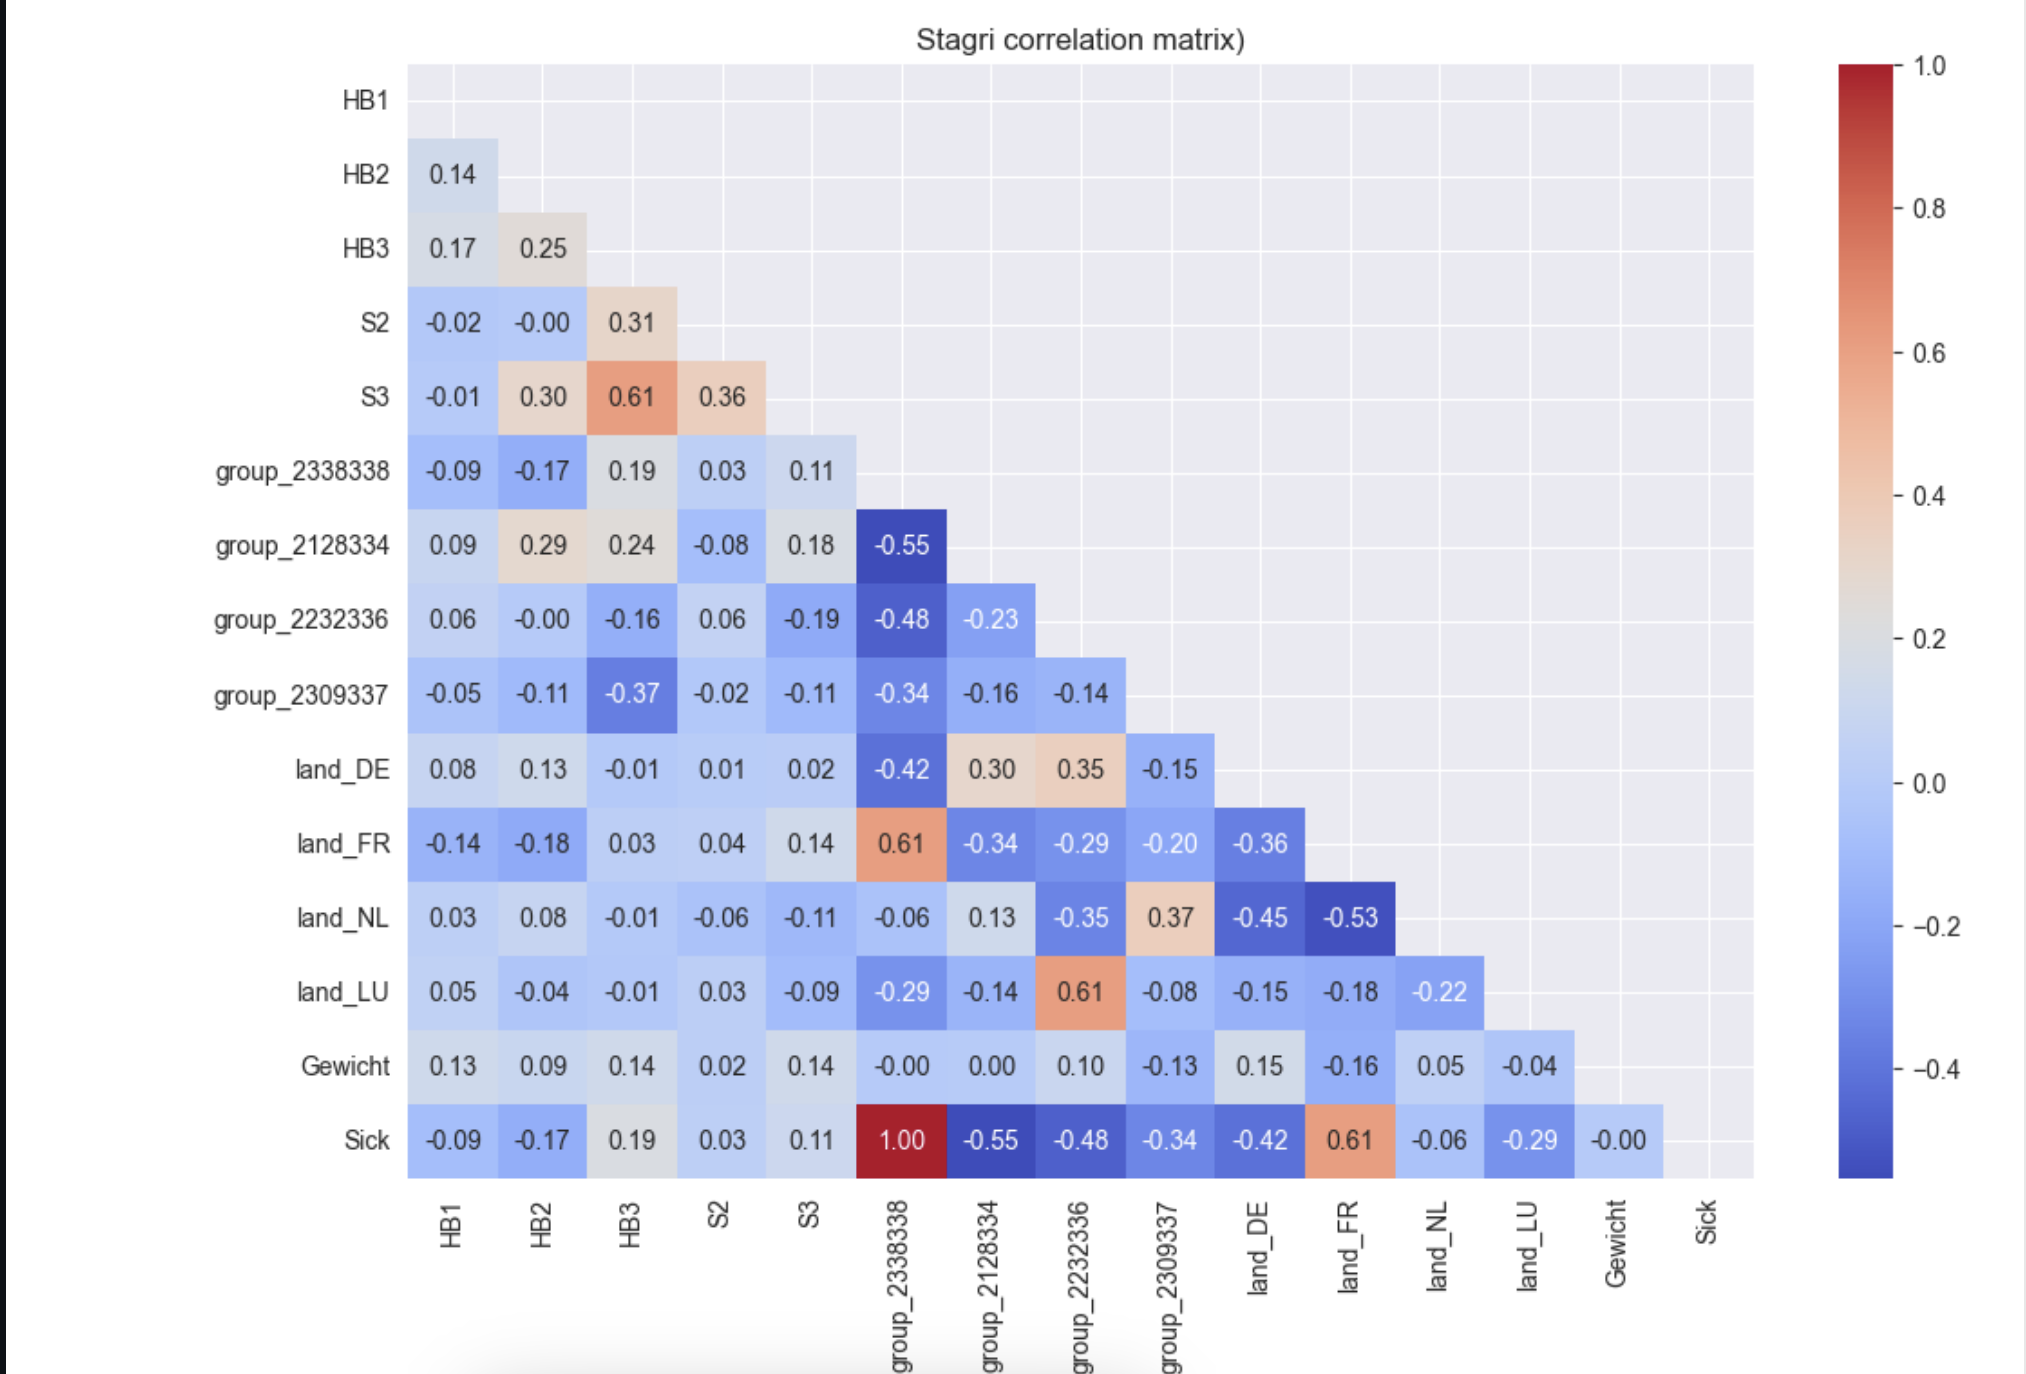 Stagri correlation matrix)
HB1
HB2 0.14
HB3 0.17 0.25
S2 -0.02 -0.00 0.31
S3 -0.01 0.30 0.61 0.36
group_2338338 -0.09 -0.17 0.19 0.03 0.11
group_2128334 0.09 0.29 0.24 -0.08 0.18 -0.55
group_2232336 0.06 -0.00 -0.16 0.06 -0.19 -0.48 -0.23
group_2309337 -0.05 -0.11 -0.37 -0.02 -0.11 -0.34 -0.16 -0.14
land_DE 0.08 0.13 -0.01 0.01 0.02 -0.42 0.30 0.35 -0.15
land_FR -0.14 -0.18 0.03 0.04 0.14 0.61 -0.34 -0.29 -0.20 -0.36
land_NL 0.03 0.08 -0.01 -0.06 -0.11 -0.06 0.13 -0.35 0.37 -0.45 -0.53
land_LU 0.05 -0.04 -0.01 0.03 -0.09 -0.29 -0.14 0.61 -0.08 -0.15 -0.18 -0.22
Gewicht 0.13 0.09 0.14 0.02 0.14 -0.00 0.00 0.10 -0.13 0.15 -0.16 0.05 -0.04
Sick -0.09 -0.17 0.19 0.03 0.11 1.00 -0.55 -0.48 -0.34 -0.42 0.61 -0.06 -0.29 -0.00
HB1
HB2
HB3
S2
S3
group_2338338
group_2128334
group_2232336
group_2309337
land_DE
land_FR
land_NL
land_LU
Gewicht
Sick
1.0
0.8
0.6
0.4
0.2
0.0
−0.2
−0.4